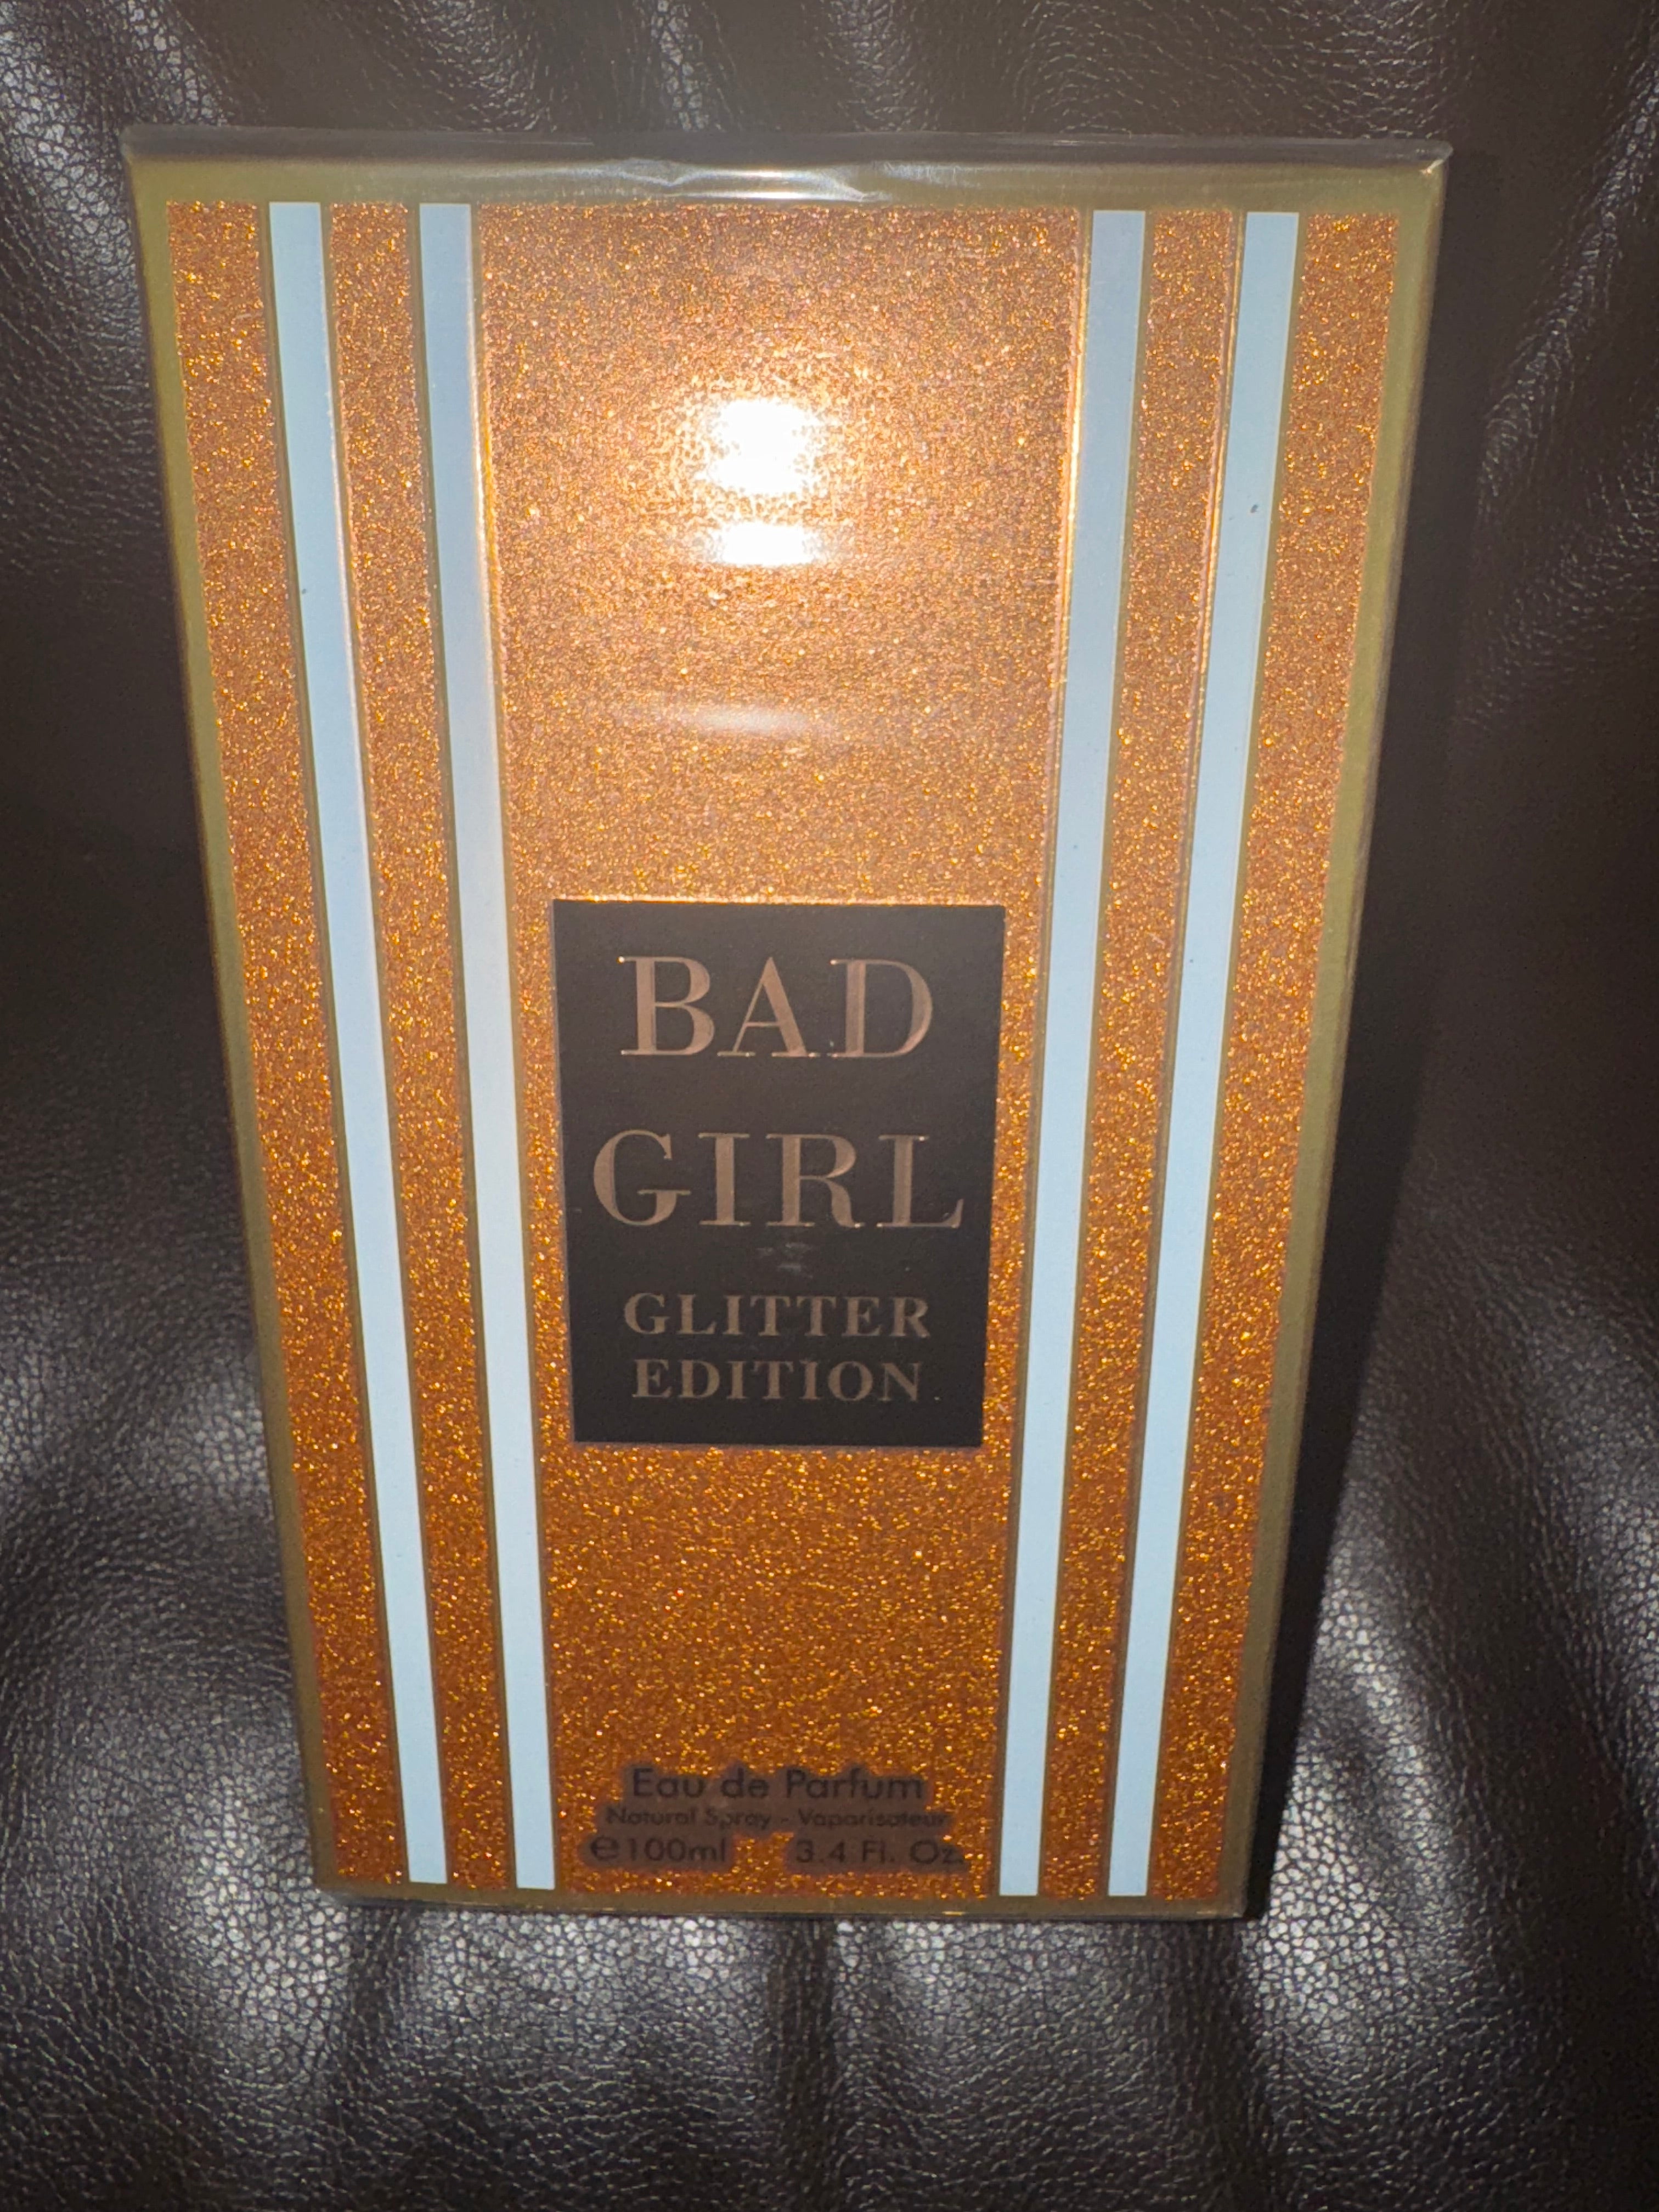 BAD
GIRL
GLITTER
EDITION
Eau de Parfum
Natural Spray - Vaporisateur
℮100ml 3.4 Fl. Oz.